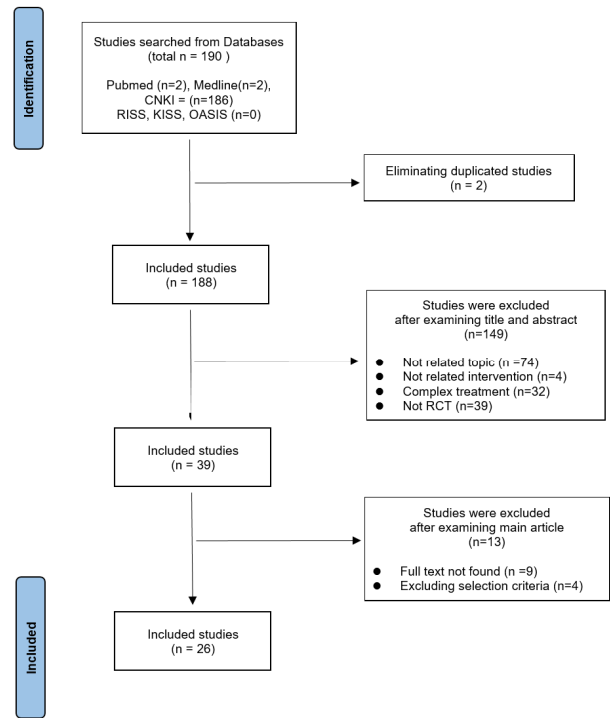 Identification
Studies searched from Databases
(total n = 190 )
Pubmed (n=2), Medline(n=2),
CNKI = (n=186)
RISS, KISS, OASIS (n=0)
Eliminating duplicated studies
(n = 2)
Included studies
(n = 188)
Studies were excluded
after examining title and abstract
(n=149)
● Not related topic (n =74)
● Not related intervention (n=4)
● Complex treatment (n=32)
● Not RCT (n=39)
Included studies
(n = 39)
Studies were excluded
after examining main article
(n=13)
● Full text not found (n =9)
● Excluding selection criteria (n=4)
Included
Included studies
(n = 26)